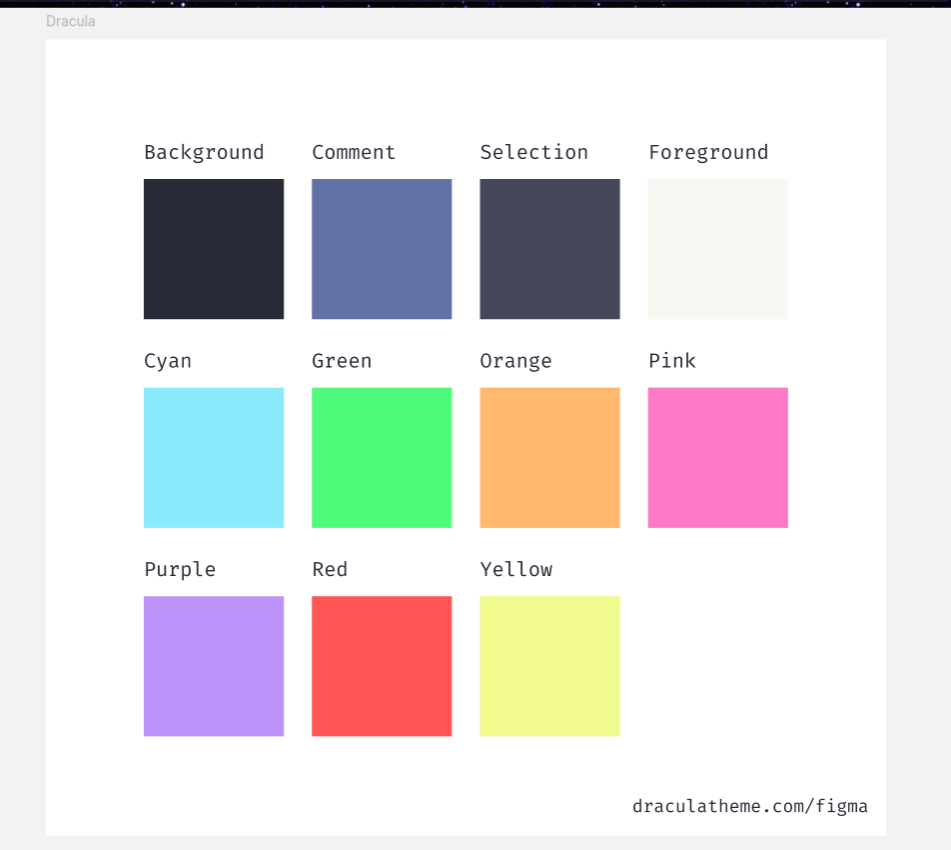 Dracula
Background Comment Selection Foreground
Cyan Green Orange Pink
Purple Red Yellow
draculatheme.com/figma